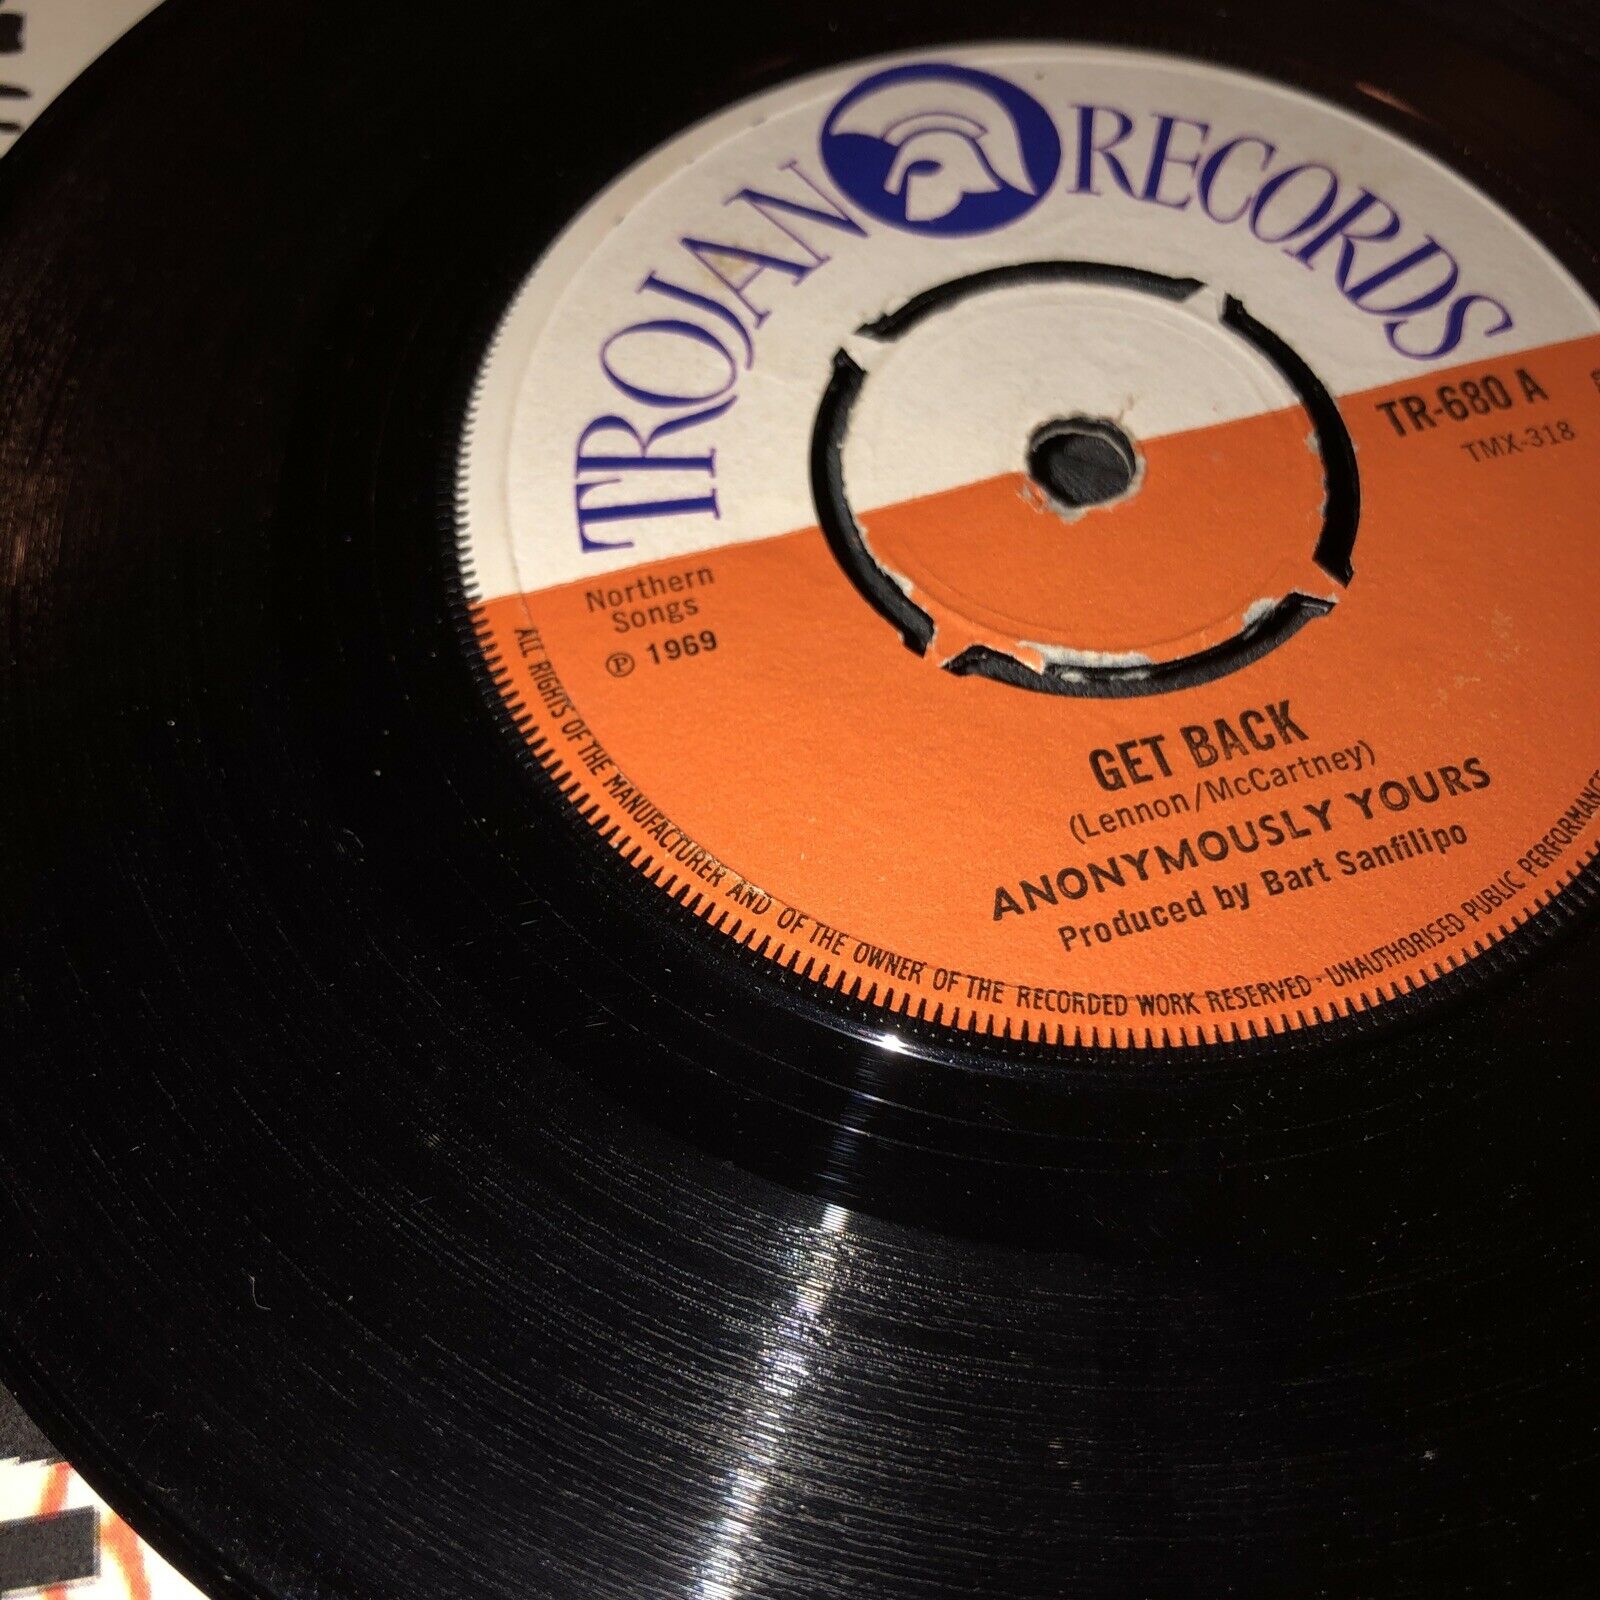 TROJAN RECORDS
TR-680 A
TMX-318
Northern
Songs
℗ 1969
GET BACK
(Lennon/McCartney)
ANONYMOUSLY YOURS
Produced by Bart Sanfilipo
ALL RIGHTS OF THE MANUFACTURER AND OF THE OWNER OF THE RECORDED WORK RESERVED · UNAUTHORISED PUBLIC PERFORMANC